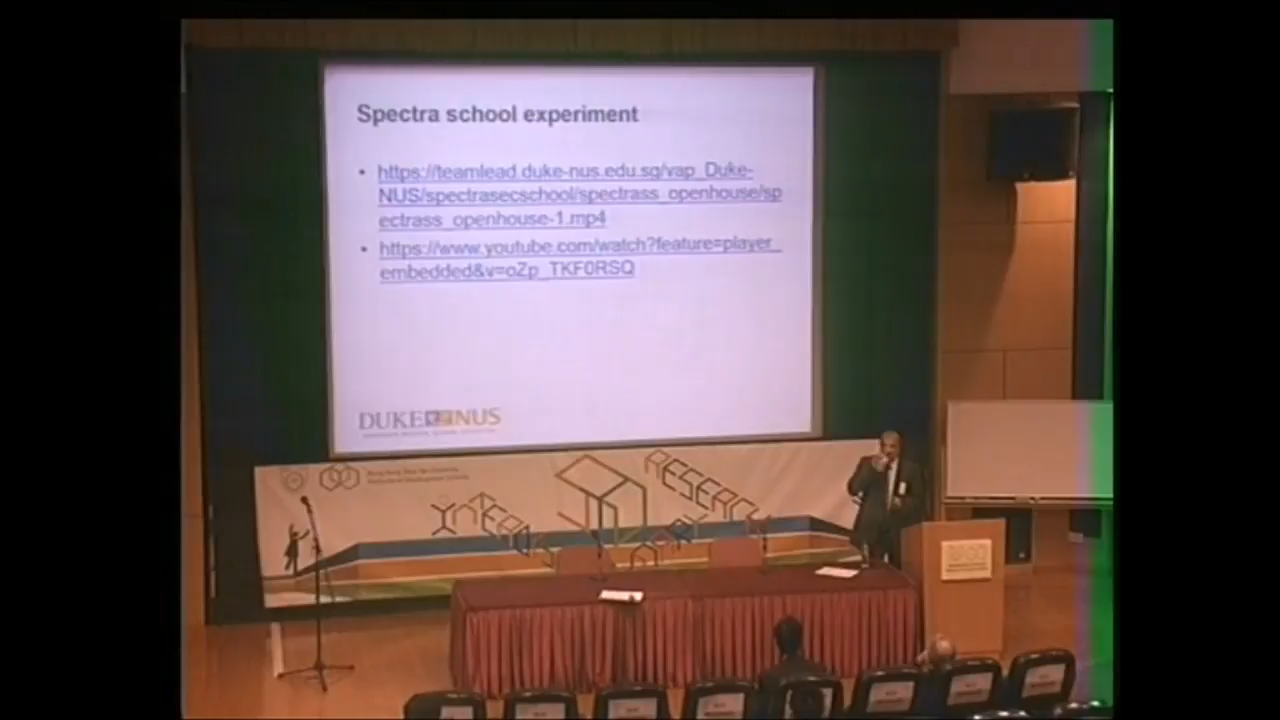 Spectra school experiment
• https://teamlead.duke-nus.edu.sg/vap_Duke-
NUS/spectrasecschool/spectrass_openhouse/sp
ectrass_openhouse-1.mp4
• https://www.youtube.com/watch?feature=player_
embedded&v=oZp_TKF0RSQ
DUKE NUS